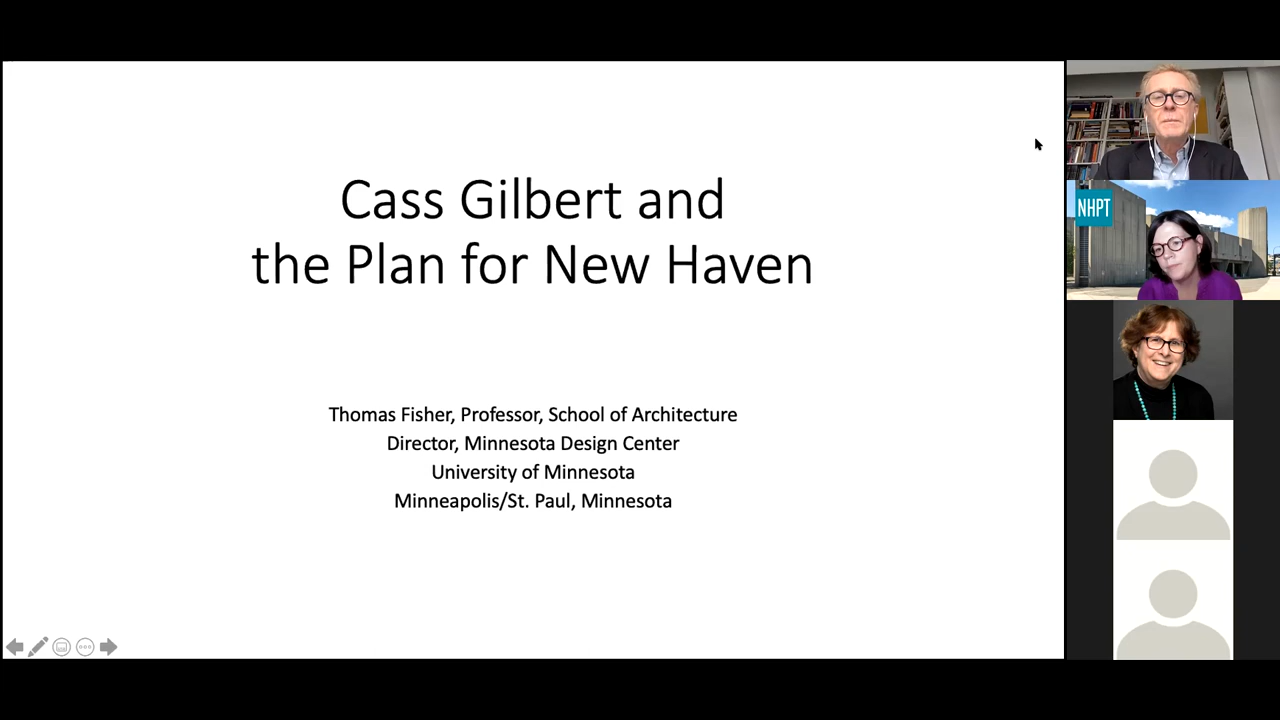 Cass Gilbert and
the Plan for New Haven
Thomas Fisher, Professor, School of Architecture
Director, Minnesota Design Center
University of Minnesota
Minneapolis/St. Paul, Minnesota
NHPT